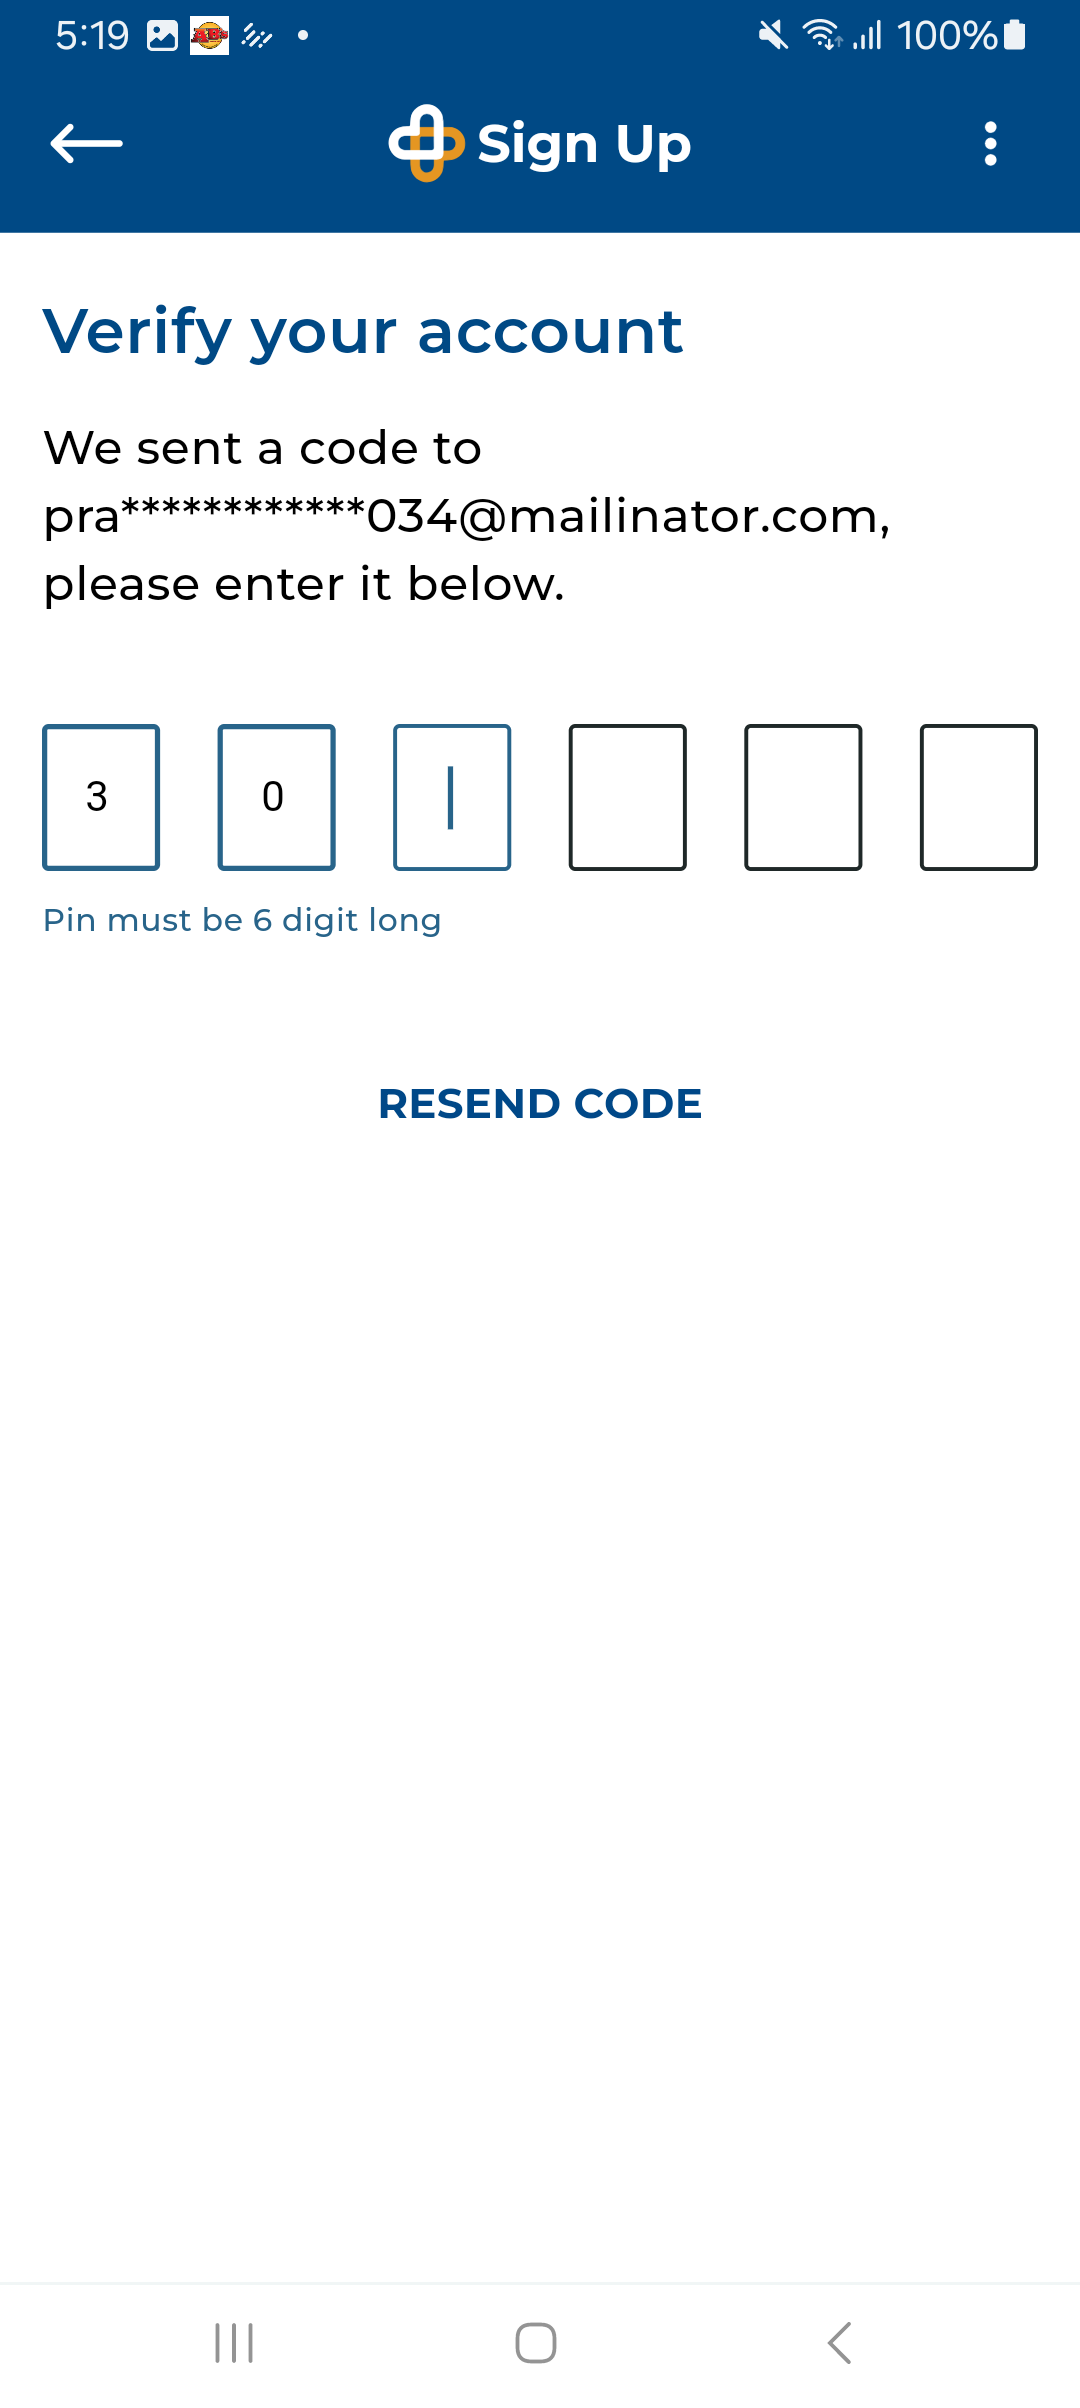 5:19
100%
Sign Up
Verify your account
We sent a code to
pra************034@mailinator.com,
please enter it below.
3 0
Pin must be 6 digit long
RESEND CODE